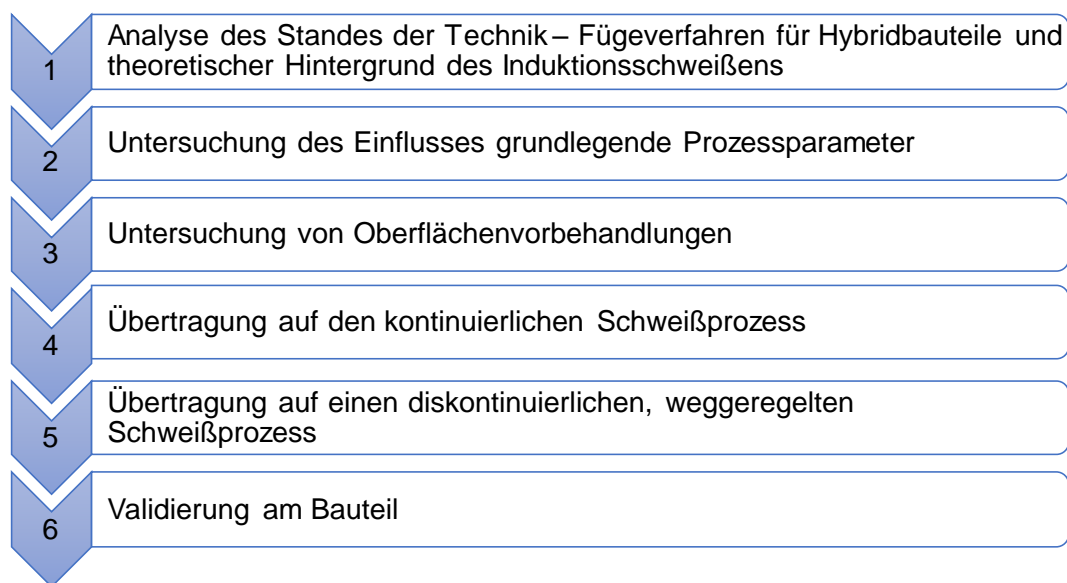 1
Analyse des Standes der Technik – Fügeverfahren für Hybridbauteile und
theoretischer Hintergrund des Induktionsschweißens
2
Untersuchung des Einflusses grundlegende Prozessparameter
3
Untersuchung von Oberflächenvorbehandlungen
4
Übertragung auf den kontinuierlichen Schweißprozess
5
Übertragung auf einen diskontinuierlichen, weggeregelten
Schweißprozess
6
Validierung am Bauteil